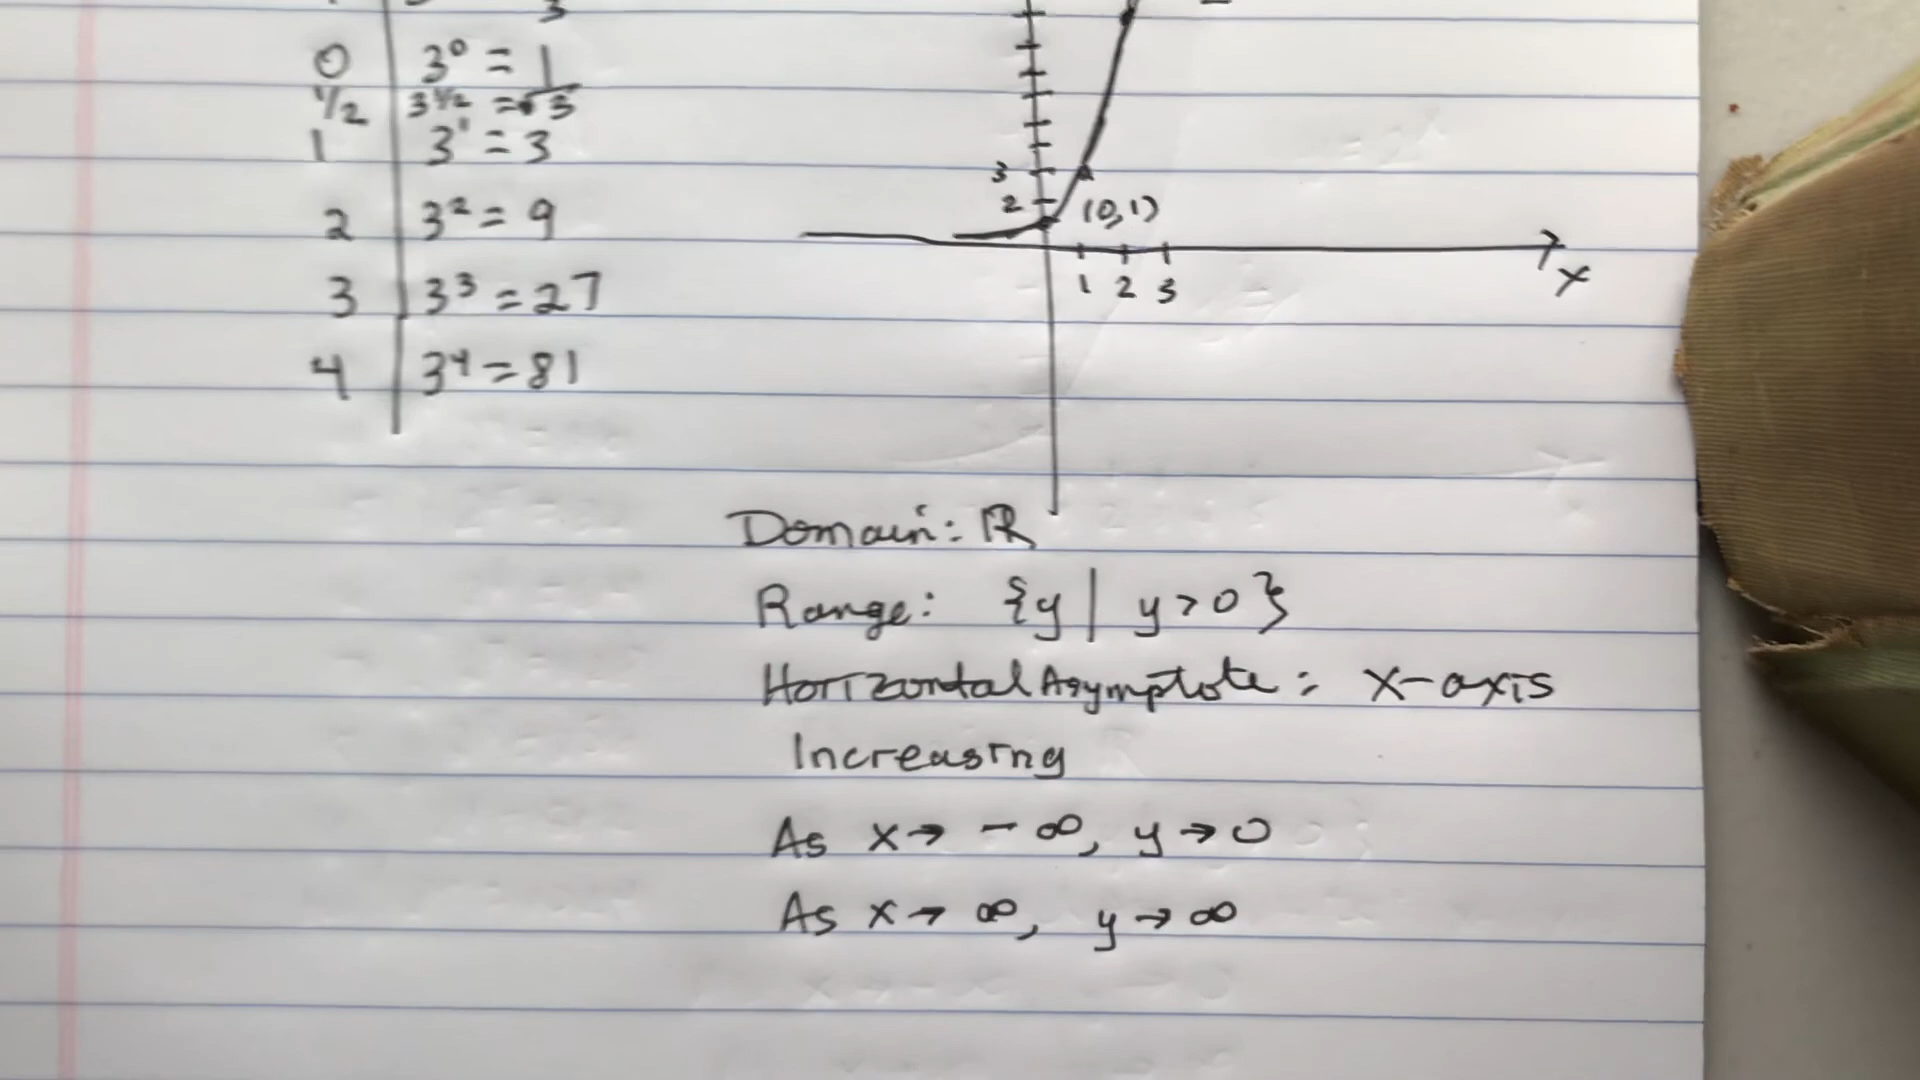 3
0 3⁰ = 1
1/2 3^1/2 = √3
1 3¹ = 3
2 3² = 9
3 3³ = 27
4 3⁴ = 81
3
2 (0,1)
1 2 3
x
Domain: ℝ
Range: {y | y > 0}
Horizontal Asymptote: x-axis
Increasing
As x → -∞, y → 0
As x → ∞, y → ∞